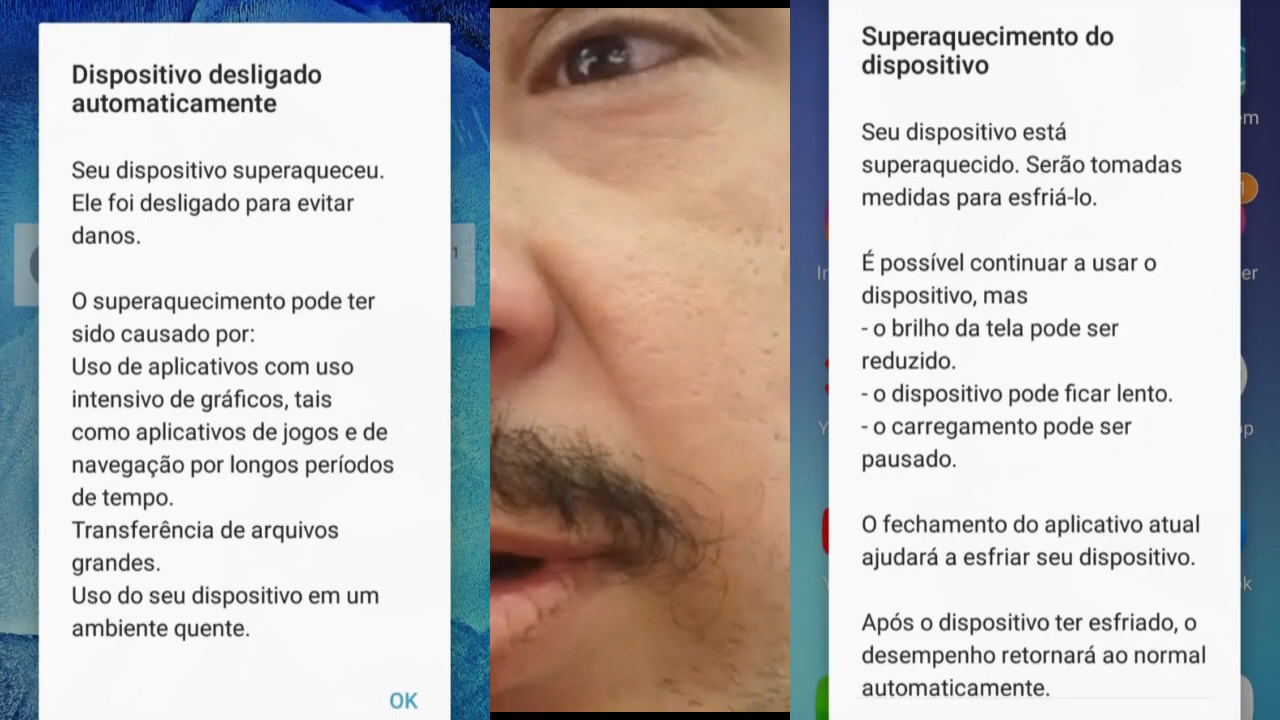 Dispositivo desligado
automaticamente
Seu dispositivo superaqueceu.
Ele foi desligado para evitar
danos.
O superaquecimento pode ter
sido causado por:
Uso de aplicativos com uso
intensivo de gráficos, tais
como aplicativos de jogos e de
navegação por longos períodos
de tempo.
Transferência de arquivos
grandes.
Uso do seu dispositivo em um
ambiente quente.
OK
1
Superaquecimento do
dispositivo
Seu dispositivo está
superaquecido. Serão tomadas
medidas para esfriá-lo.
É possível continuar a usar o
dispositivo, mas
- o brilho da tela pode ser
reduzido.
- o dispositivo pode ficar lento.
- o carregamento pode ser
pausado.
O fechamento do aplicativo atual
ajudará a esfriar seu dispositivo.
Após o dispositivo ter esfriado, o
desempenho retornará ao normal
automaticamente.